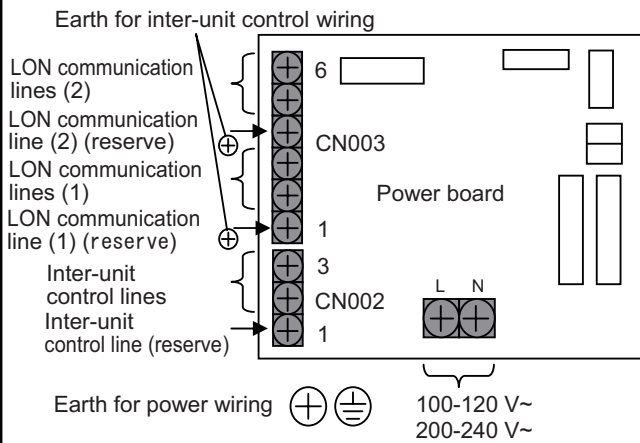 Earth for inter-unit control wiring
LON communication
lines (2)
6
LON communication
line (2) (reserve)
CN003
LON communication
lines (1)
Power board
LON communication
line (1) (reserve)
1
Inter-unit
control lines
3
CN002
L N
Inter-unit
control line (reserve)
1
Earth for power wiring
100-120 V~
200-240 V~